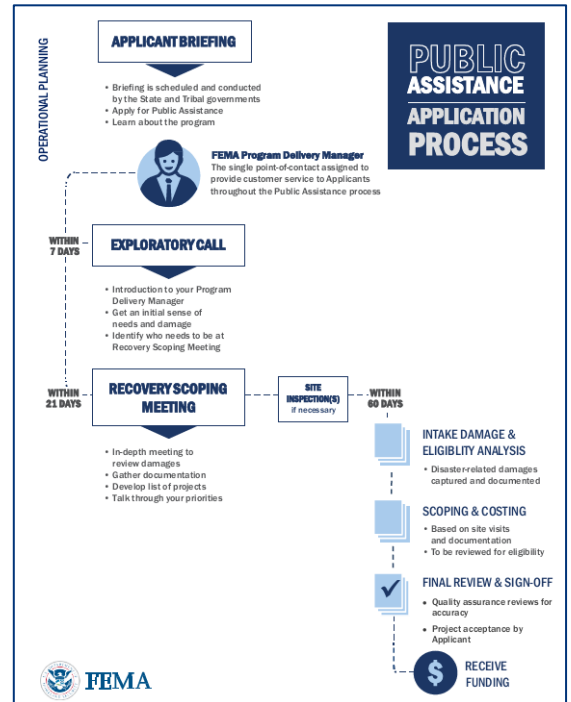 OPERATIONAL PLANNING
APPLICANT BRIEFING
• Briefing is scheduled and conducted
by the State and Tribal governments
• Apply for Public Assistance
• Learn about the program
PUBLIC
ASSISTANCE
APPLICATION
PROCESS
FEMA Program Delivery Manager
The single point-of-contact assigned to
provide customer service to Applicants
throughout the Public Assistance process
WITHIN
7 DAYS
EXPLORATORY CALL
• Introduction to your Program
Delivery Manager
• Get an initial sense of
needs and damage
• Identify who needs to be at
Recovery Scoping Meeting
WITHIN
21 DAYS
RECOVERY SCOPING
MEETING
• In-depth meeting to
review damages
• Gather documentation
• Develop list of projects
• Talk through your priorities
SITE
INSPECTION(S)
if necessary
WITHIN
60 DAYS
INTAKE DAMAGE &
ELIGIBLITY ANALYSIS
• Disaster-related damages
captured and documented
SCOPING & COSTING
• Based on site visits
and documentation
• To be reviewed for eligibility
FINAL REVIEW & SIGN-OFF
• Quality assurance reviews for
accuracy
• Project acceptance by
Applicant
$
RECEIVE
FUNDING
FEMA